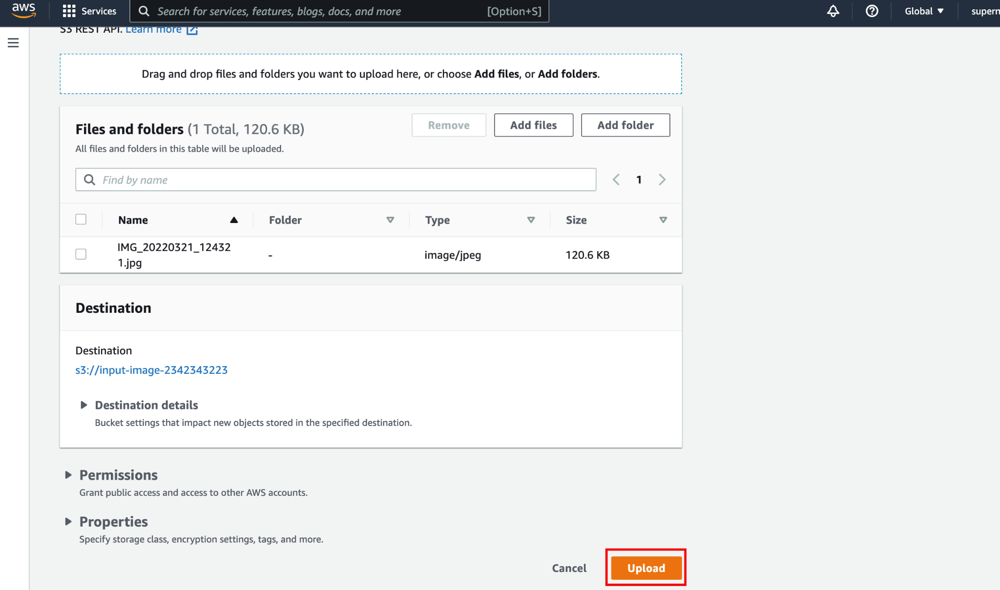 aws
Services
Search for services, features, blogs, docs, and more [Option+S]
Global
supern
S3 REST API. Learn more
Drag and drop files and folders you want to upload here, or choose Add files, or Add folders.
Files and folders (1 Total, 120.6 KB)
Remove
Add files
Add folder
All files and folders in this table will be uploaded.
Find by name
1
Name
Folder
Type
Size
IMG_20220321_12432
1.jpg
-
image/jpeg
120.6 KB
Destination
Destination
s3://input-image-2342343223
Destination details
Bucket settings that impact new objects stored in the specified destination.
Permissions
Grant public access and access to other AWS accounts.
Properties
Specify storage class, encryption settings, tags, and more.
Cancel
Upload